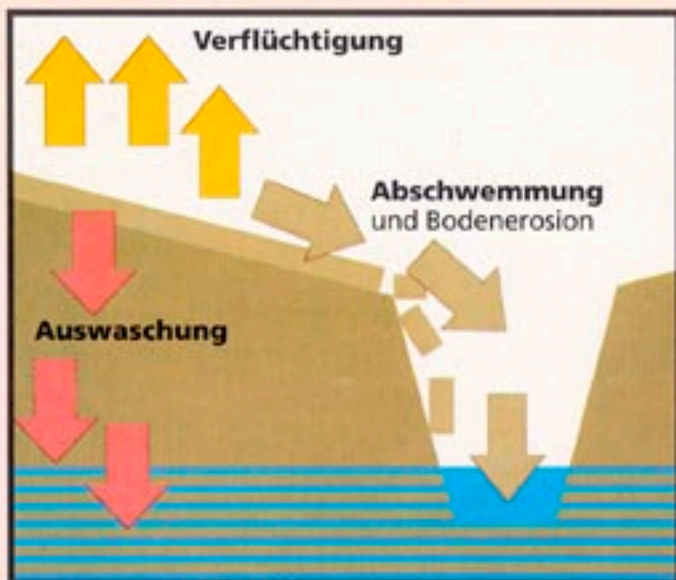 Verflüchtigung
Abschwemmung
und Bodenerosion
Auswaschung